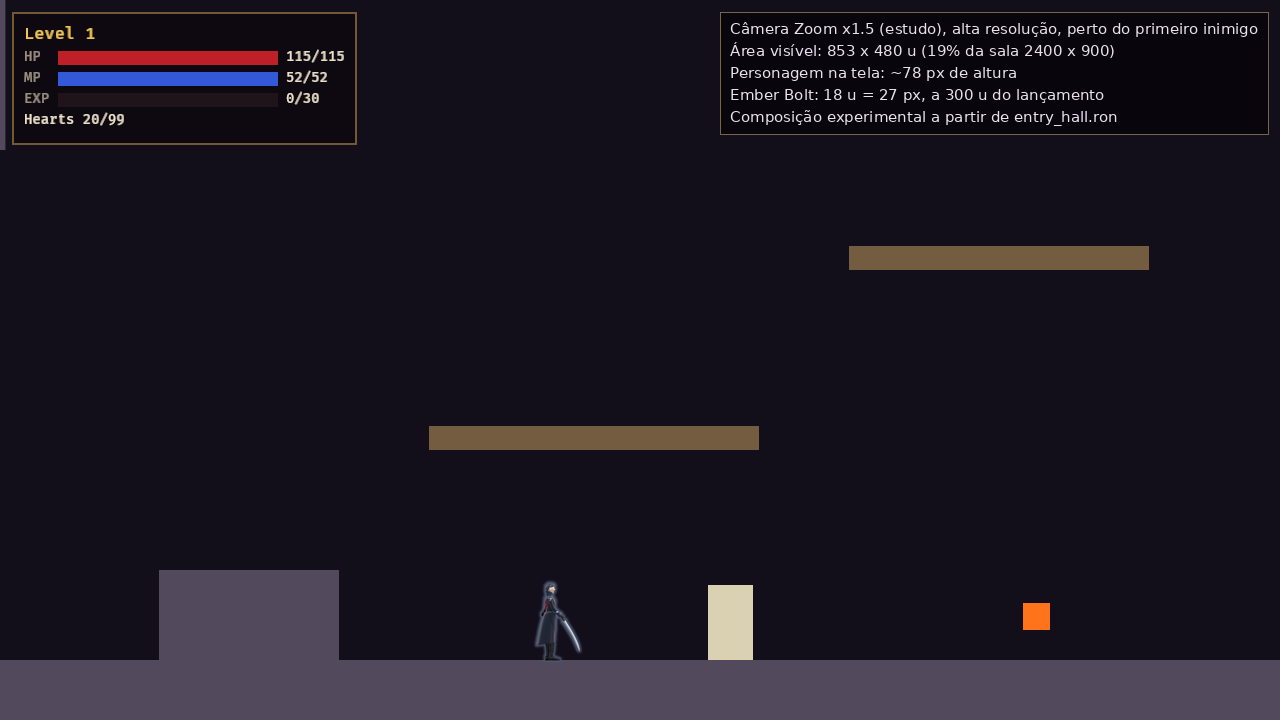 Level 1
HP 115/115
MP 52/52
EXP 0/30
Hearts 20/99
Câmera Zoom x1.5 (estudo), alta resolução, perto do primeiro inimigo
Área visível: 853 x 480 u (19% da sala 2400 x 900)
Personagem na tela: ~78 px de altura
Ember Bolt: 18 u = 27 px, a 300 u do lançamento
Composição experimental a partir de entry_hall.ron